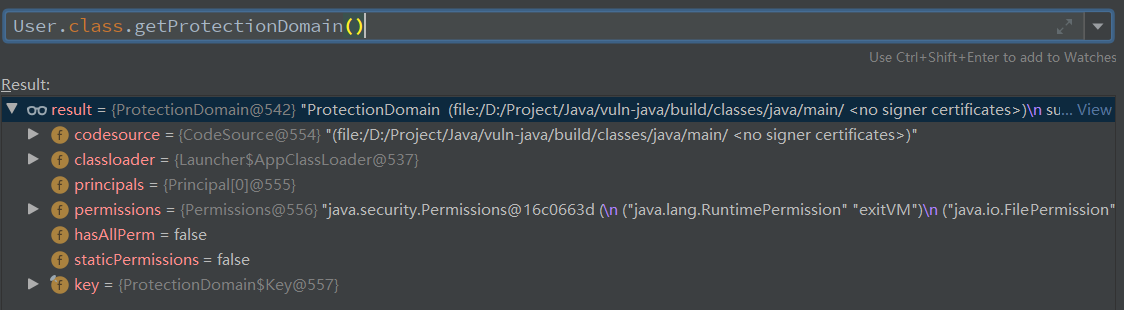 User.class.getProtectionDomain()
Use Ctrl+Shift+Enter to add to Watches
Result:
result = {ProtectionDomain@542} "ProtectionDomain  (file:/D:/Project/Java/vuln-java/build/classes/java/main/ <no signer certificates>)\n su... View
f codesource = {CodeSource@554} "(file:/D:/Project/Java/vuln-java/build/classes/java/main/ <no signer certificates>)"
f classloader = {Launcher$AppClassLoader@537}
f principals = {Principal[0]@555}
f permissions = {Permissions@556} "java.security.Permissions@16c0663d (\n ("java.lang.RuntimePermission" "exitVM")\n ("java.io.FilePermission"
f hasAllPerm = false
f staticPermissions = false
f key = {ProtectionDomain$Key@557}